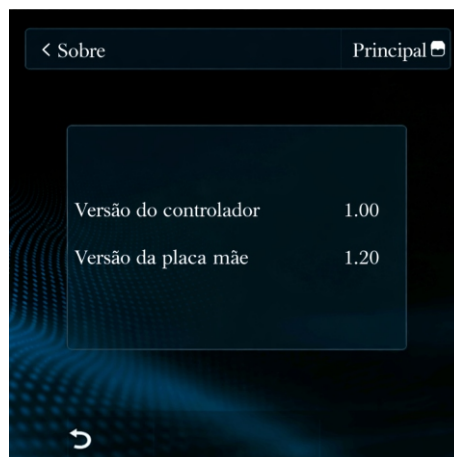 < Sobre
Principal
Versão do controlador 1.00
Versão da placa mãe 1.20